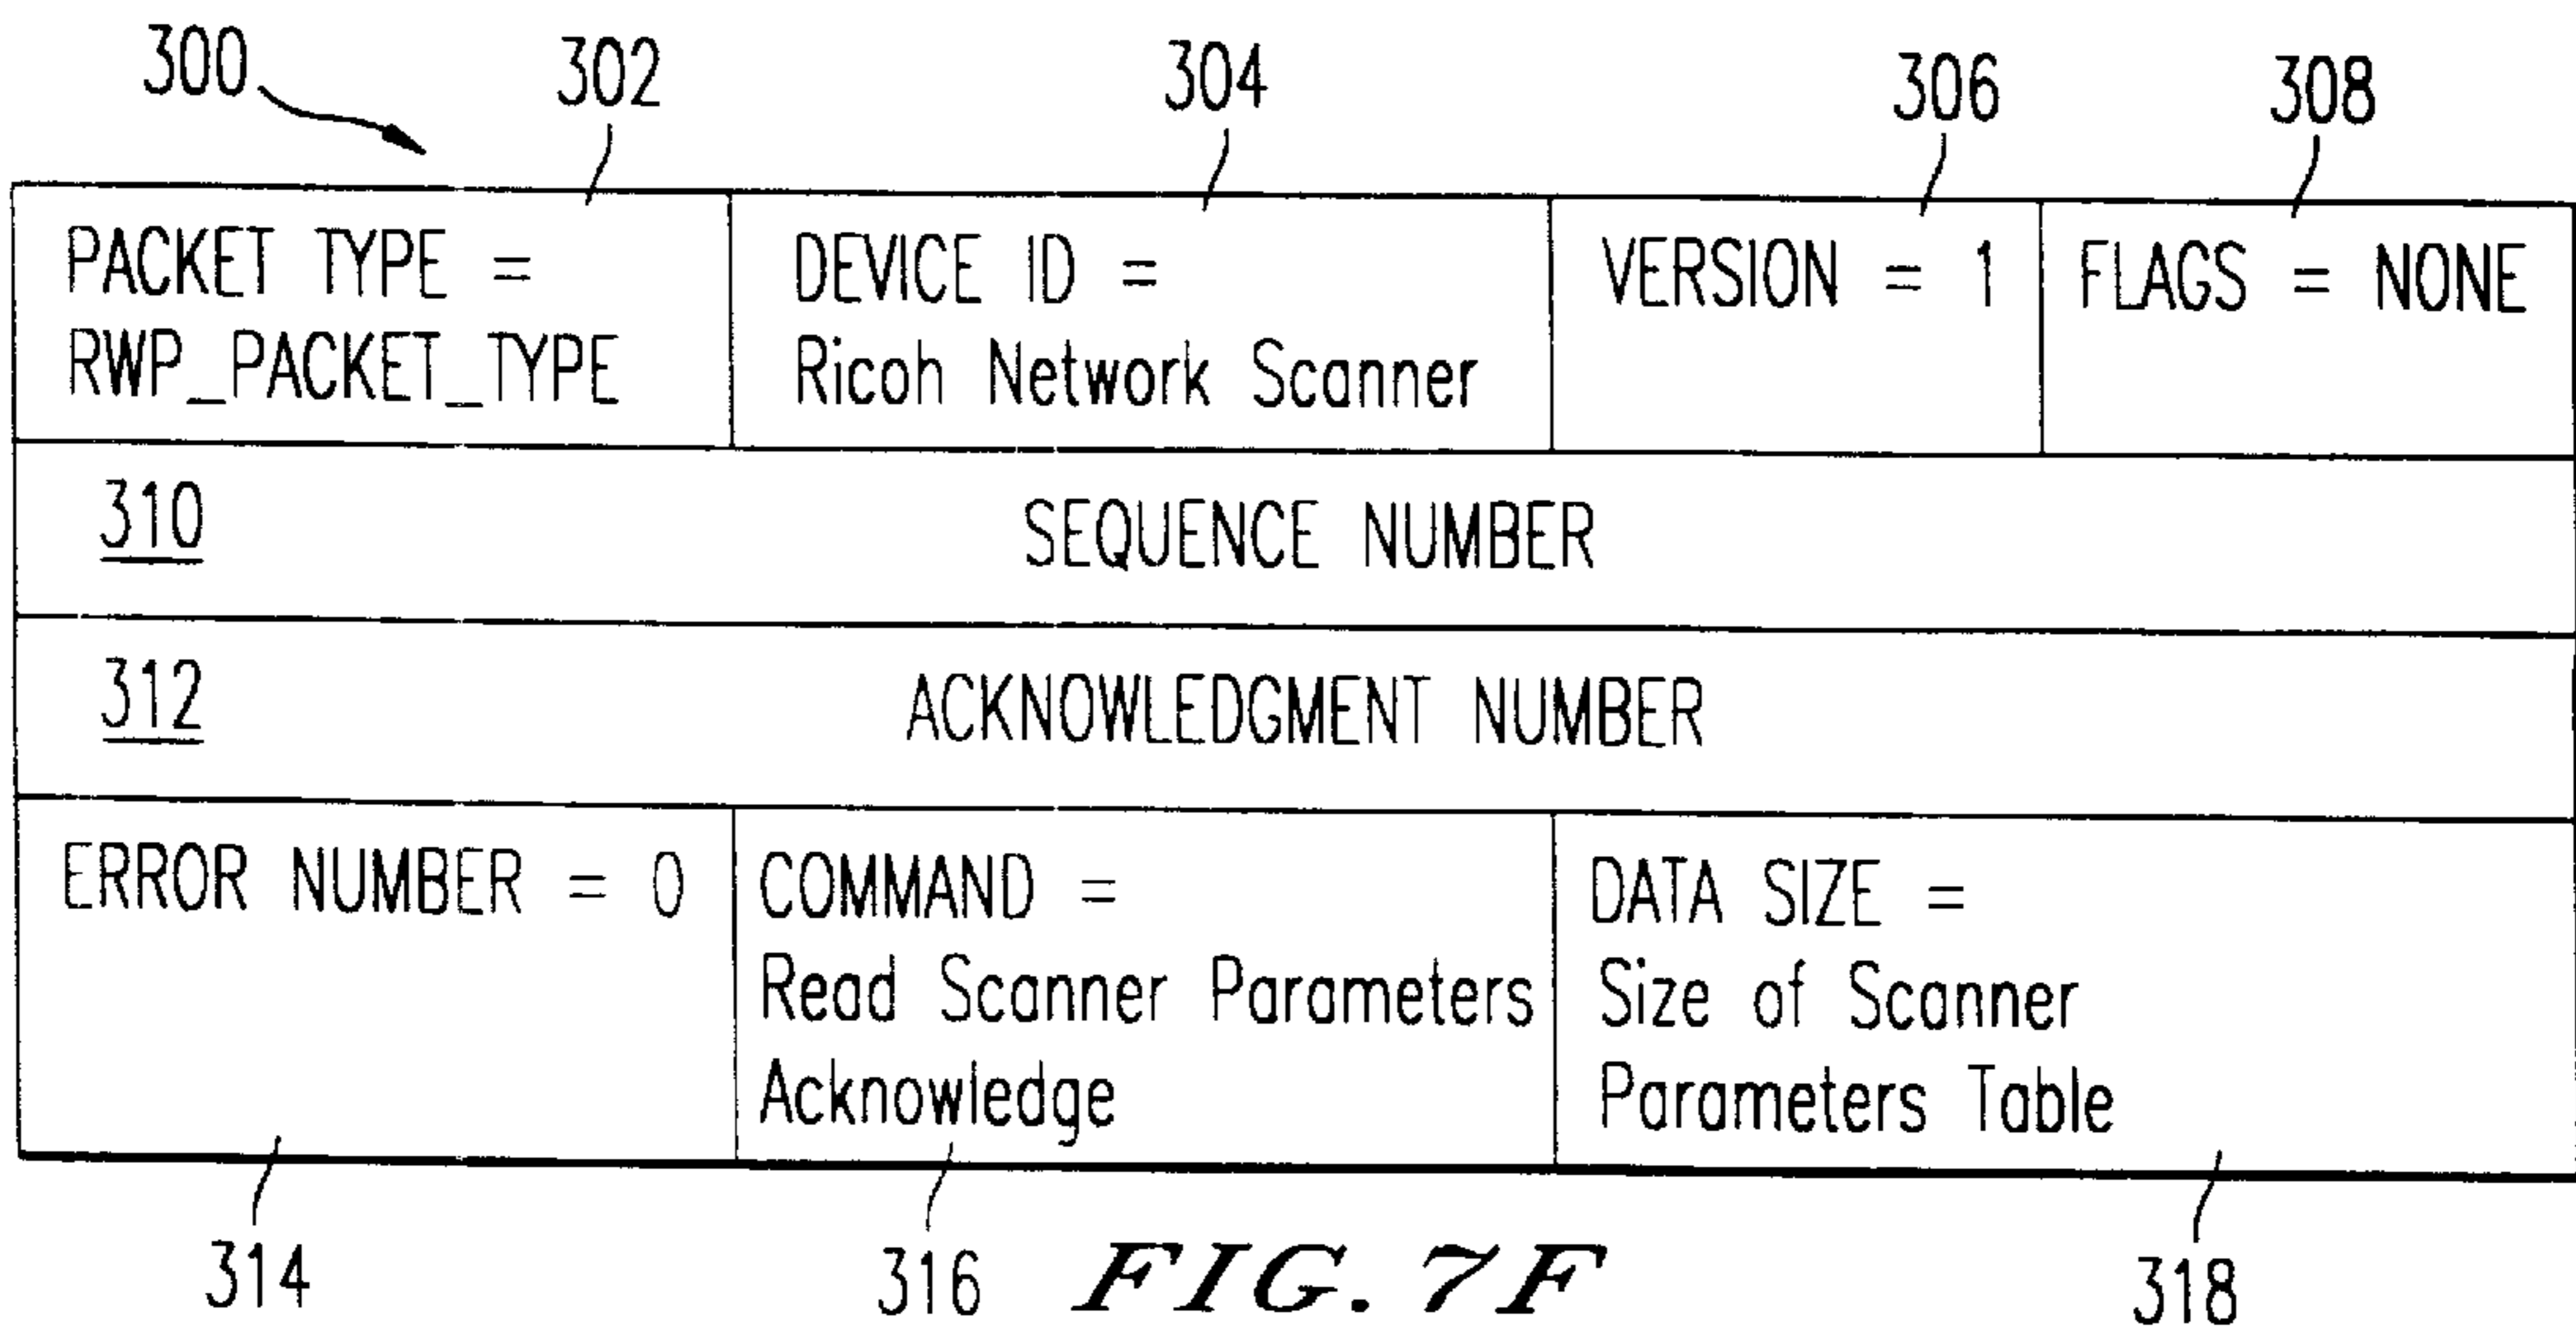 300
302
304
306
308
PACKET TYPE =
RWP_PACKET_TYPE
DEVICE ID =
Ricoh Network Scanner
VERSION = 1
FLAGS = NONE
310
SEQUENCE NUMBER
312
ACKNOWLEDGMENT NUMBER
ERROR NUMBER = 0
COMMAND =
Read Scanner Parameters
Acknowledge
DATA SIZE =
Size of Scanner
Parameters Table
314
316
318
FIG. 7F